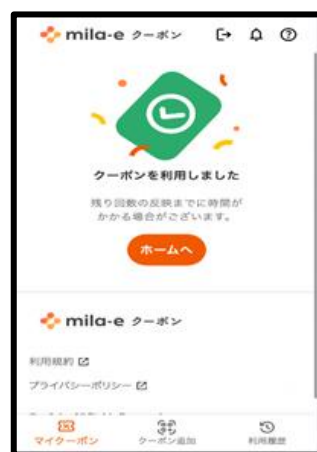 mila-e クーポン
クーポンを利用しました
残り回数の反映までに時間が
かかる場合がございます。
ホームへ
mila-e クーポン
利用規約
プライバシーポリシー
マイクーポン
クーポン追加
利用履歴